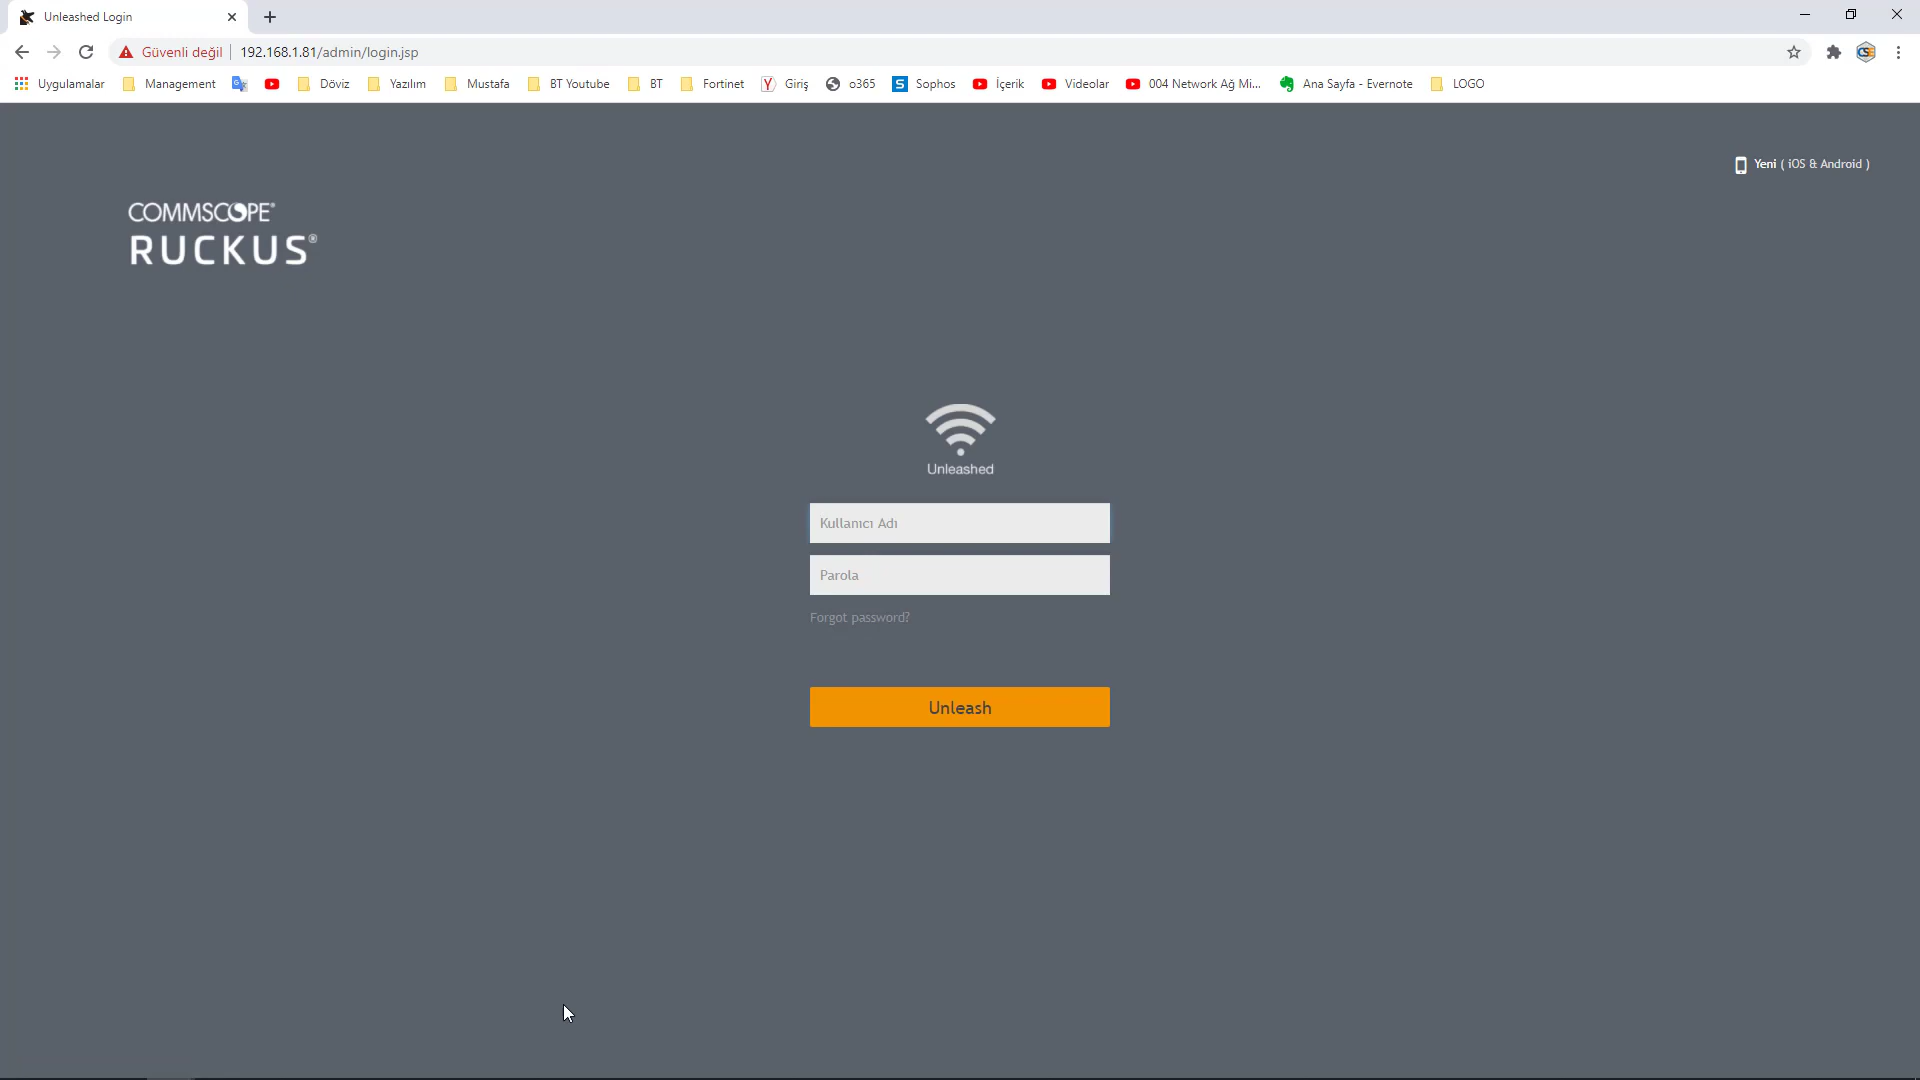 Unleashed Login
Güvenli değil 192.168.1.81/admin/login.jsp
Uygulamalar Management Döviz Yazılım Mustafa BT Youtube BT Fortinet Giriş o365 Sophos İçerik Videolar 004 Network Ağ Mi... Ana Sayfa - Evernote LOGO
Yeni ( iOS & Android )
COMMSCOPE®
RUCKUS®
Unleashed
Kullanıcı Adı
Parola
Forgot password?
Unleash